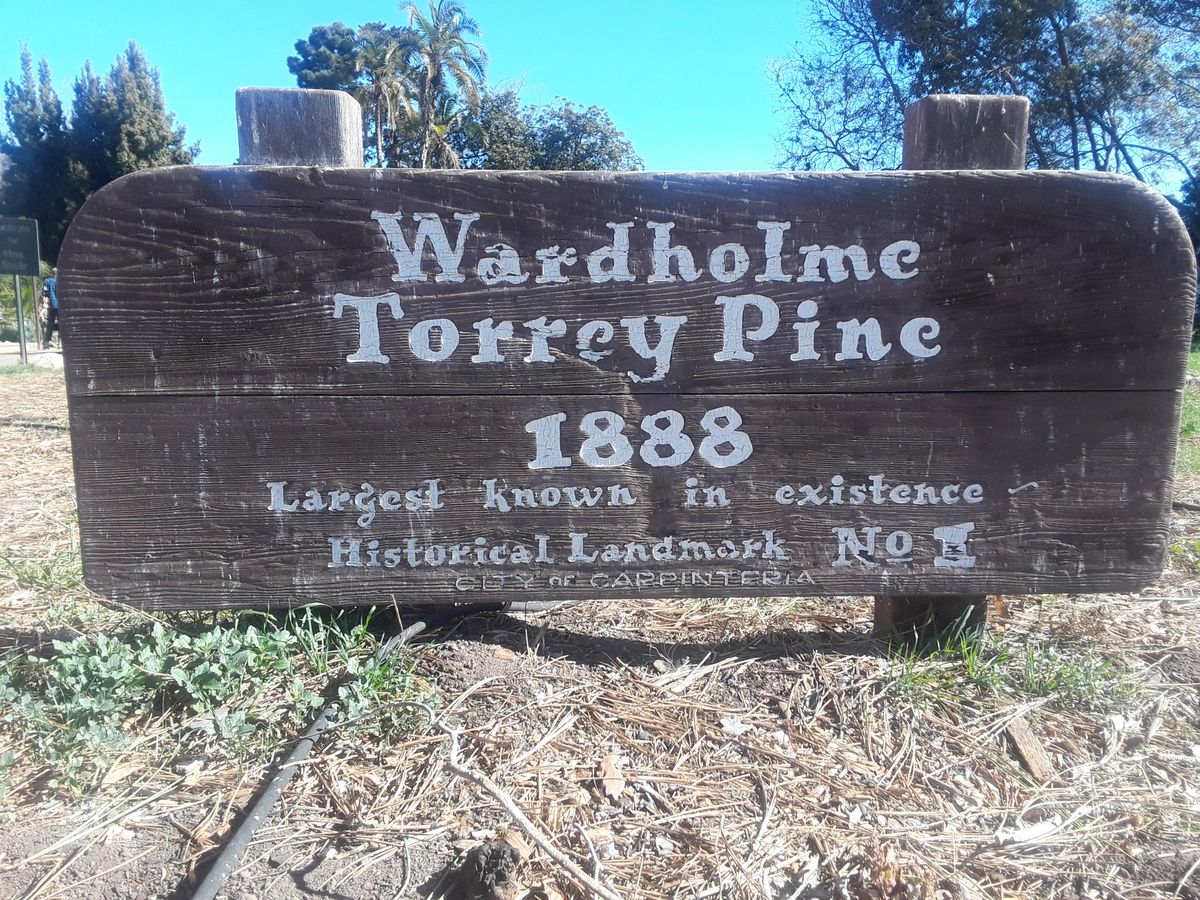 Wardholme
Torrey Pine
1888
Largest known in existence
Historical Landmark No 1
CITY OF CARPINTERIA